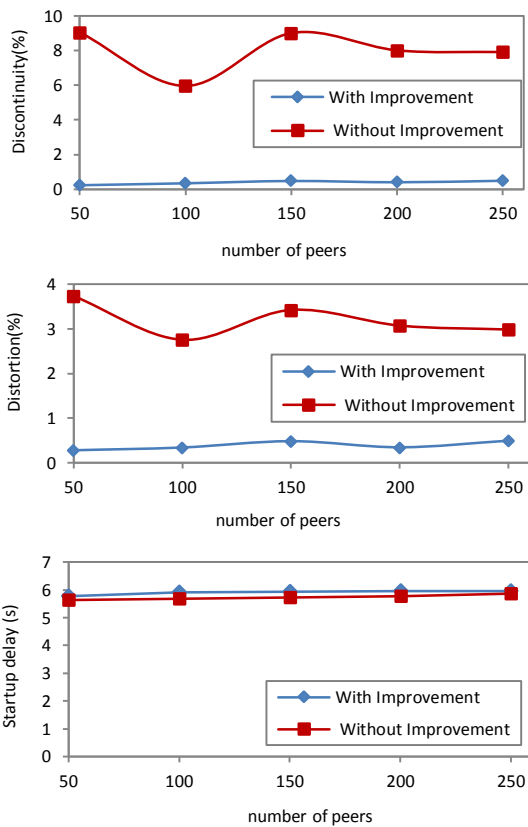 10
8
6
4
2
0
Discontinuity(%)
With Improvement
Without Improvement
50 100 150 200 250
number of peers
4
3
2
1
0
Distortion(%)
With Improvement
Without Improvement
50 100 150 200 250
number of peers
7
6
5
4
3
2
1
0
Startup delay (s)
With Improvement
Without Improvement
50 100 150 200 250
number of peers